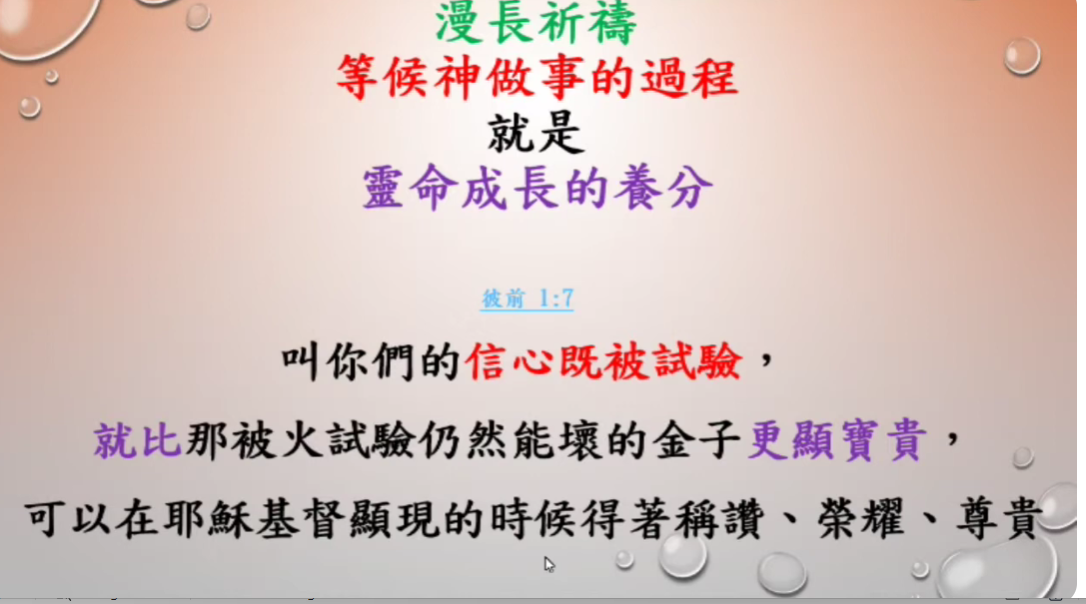 漫長祈禱
等候神做事的過程
就是
靈命成長的養分
彼前 1:7
叫你們的信心既被試驗，
就比那被火試驗仍然能壞的金子更顯寶貴，
可以在耶穌基督顯現的時候得著稱讚、榮耀、尊貴